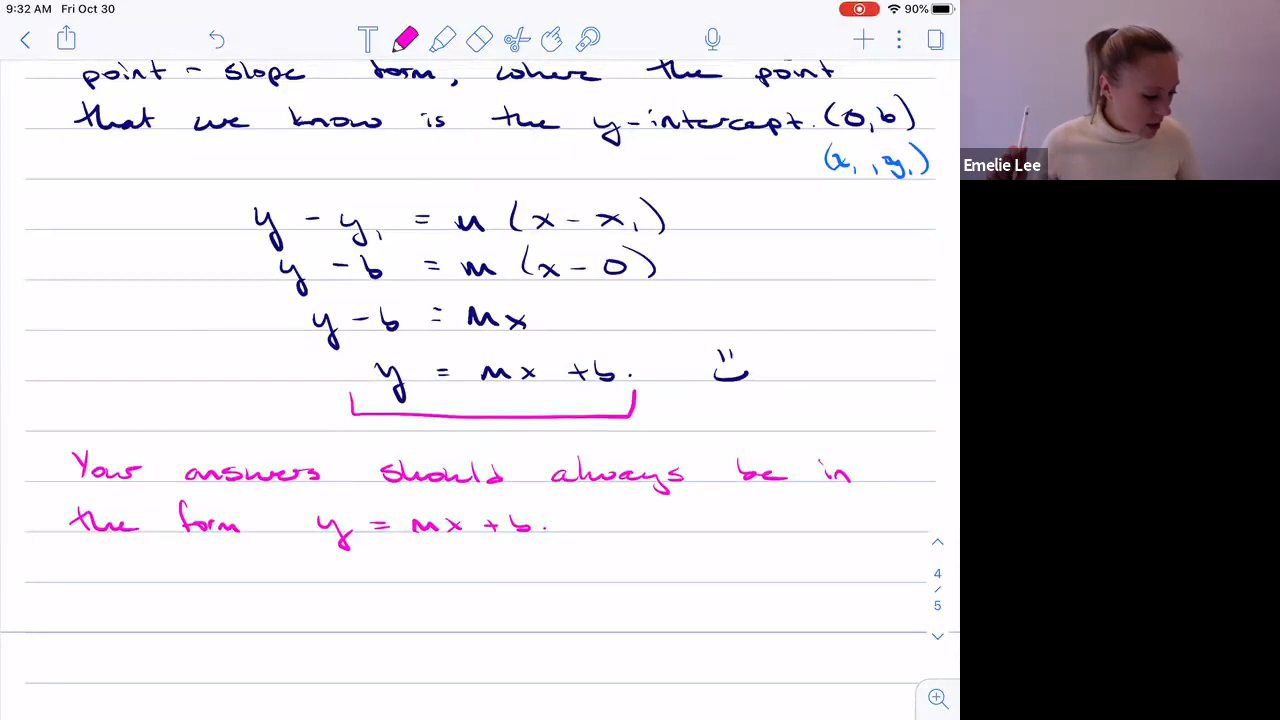 9:32 AM Fri Oct 30
90%
point - slope form, where the point
that we know is the y-intercept. (0,b)
(x₁, y₁)
y - y₁ = m (x - x₁)
y - b = m (x - 0)
y - b = mx
y = mx + b.
Your answers should always be in
the form y = mx + b.
4
/
5
Emelie Lee